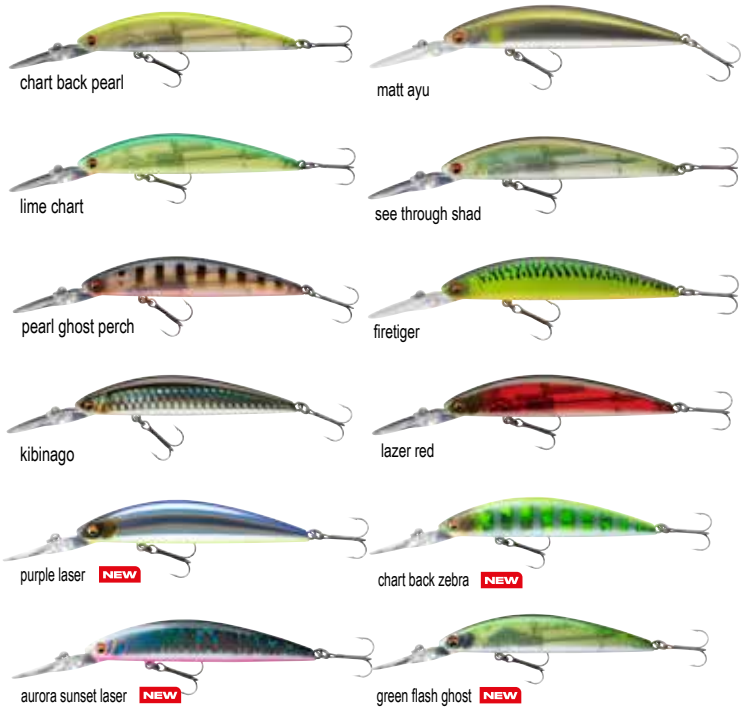 chart back pearl
matt ayu
lime chart
see through shad
pearl ghost perch
firetiger
kibinago
lazer red
purple laser NEW
chart back zebra NEW
aurora sunset laser NEW
green flash ghost NEW